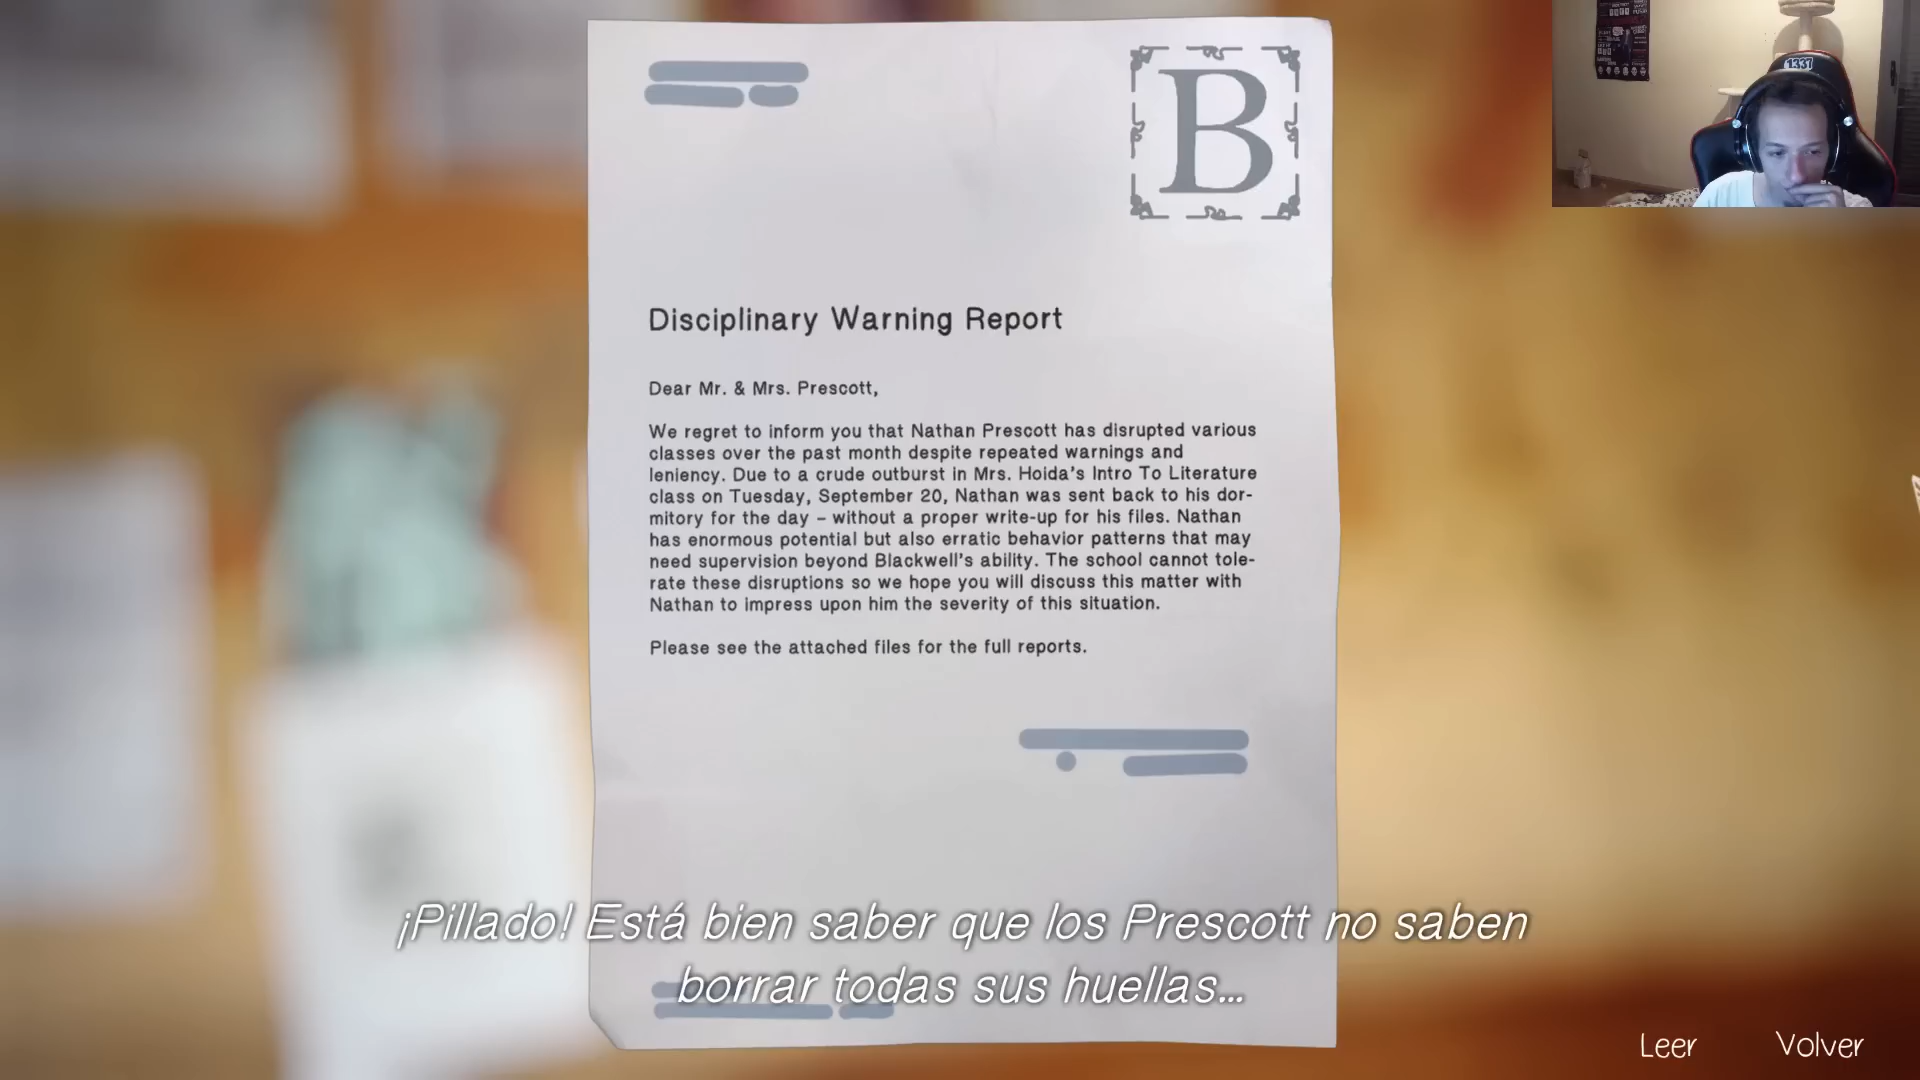 B
1337
Disciplinary Warning Report
Dear Mr. & Mrs. Prescott,
We regret to inform you that Nathan Prescott has disrupted various
classes over the past month despite repeated warnings and
leniency. Due to a crude outburst in Mrs. Hoida's Intro To Literature
class on Tuesday, September 20, Nathan was sent back to his dor-
mitory for the day – without a proper write-up for his files. Nathan
has enormous potential but also erratic behavior patterns that may
need supervision beyond Blackwell's ability. The school cannot tole-
rate these disruptions so we hope you will discuss this matter with
Nathan to impress upon him the severity of this situation.
Please see the attached files for the full reports.
¡Pillado! Está bien saber que los Prescott no saben
borrar todas sus huellas...
Leer Volver